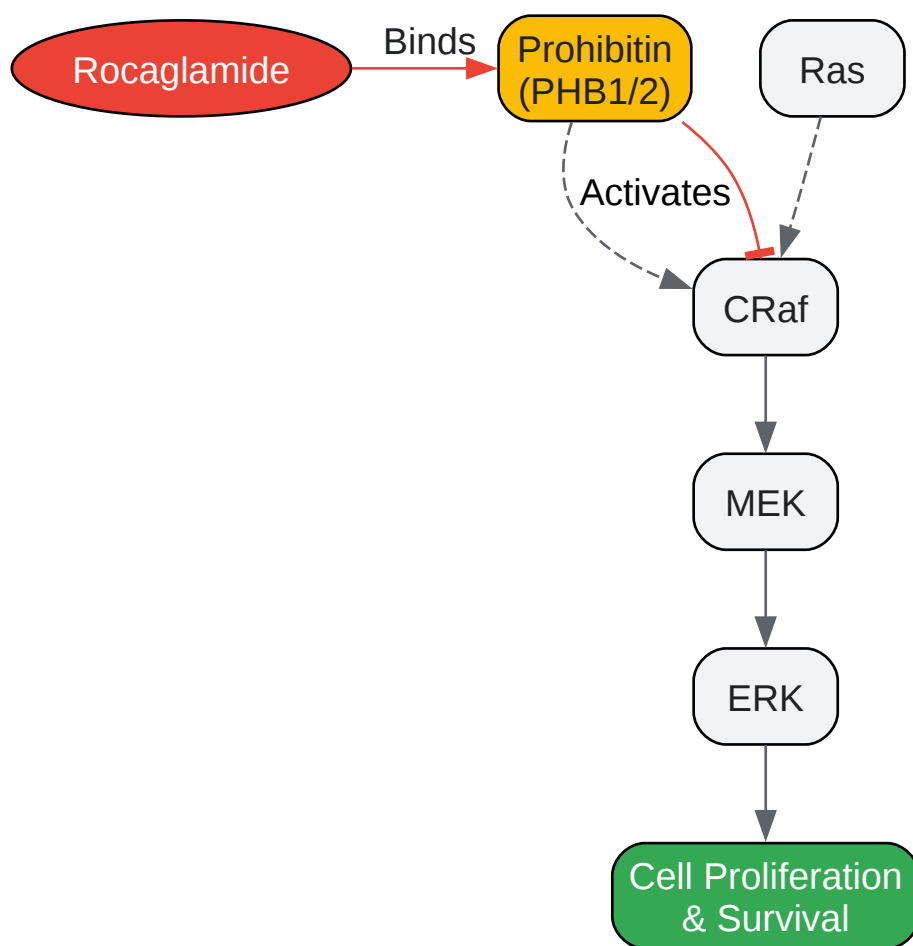 Rocaglamide
Binds
Prohibitin
(PHB1/2)
Ras
Activates
CRaf
MEK
ERK
Cell Proliferation
& Survival